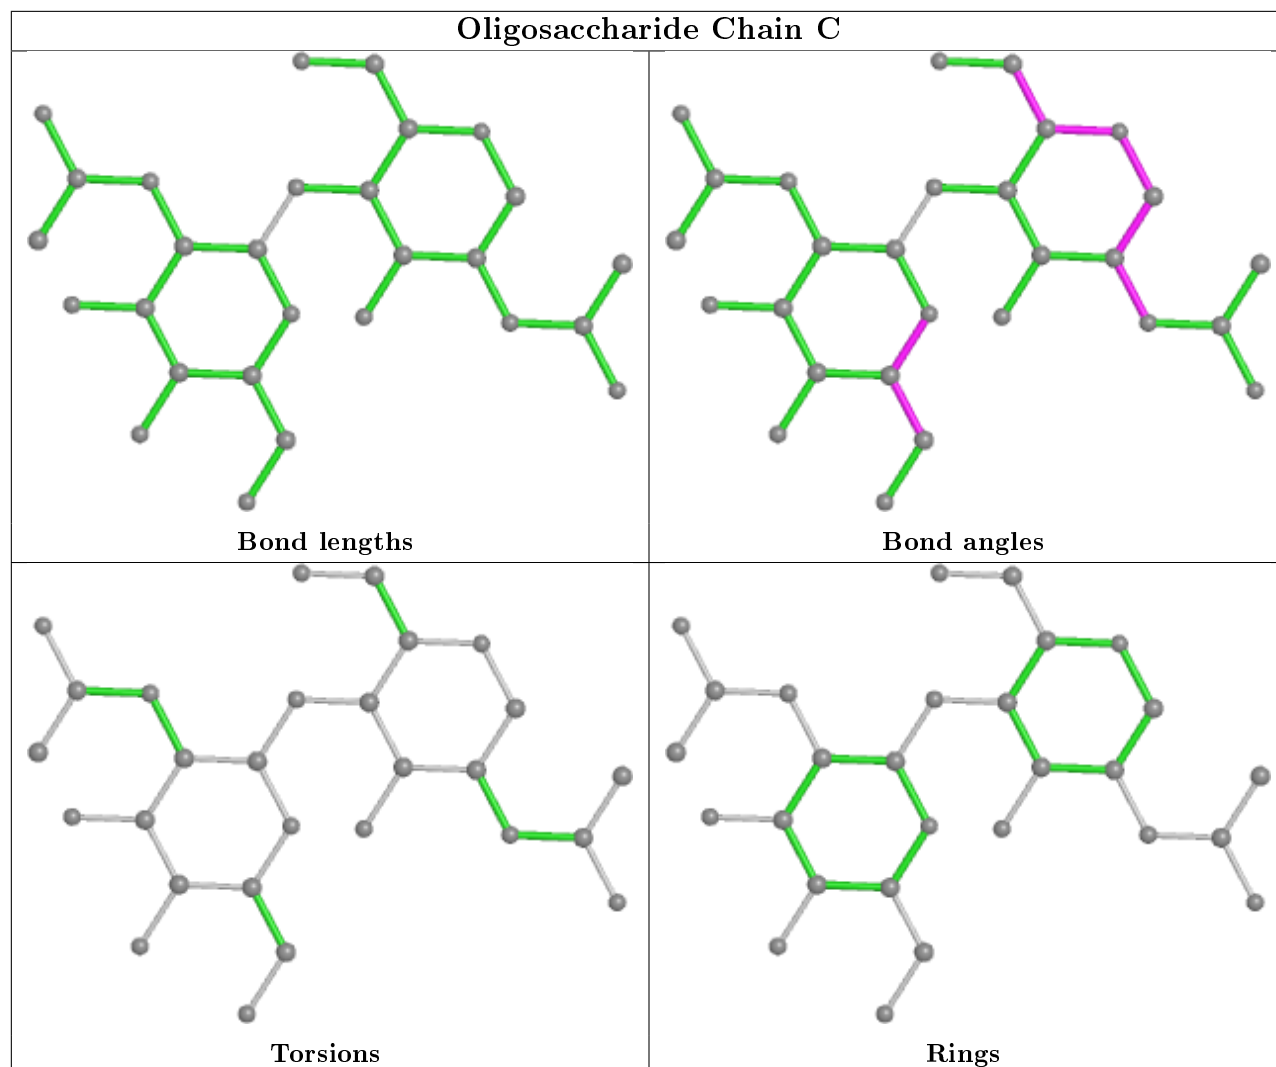 Oligosaccharide Chain C
Bond lengths
Bond angles
Torsions
Rings